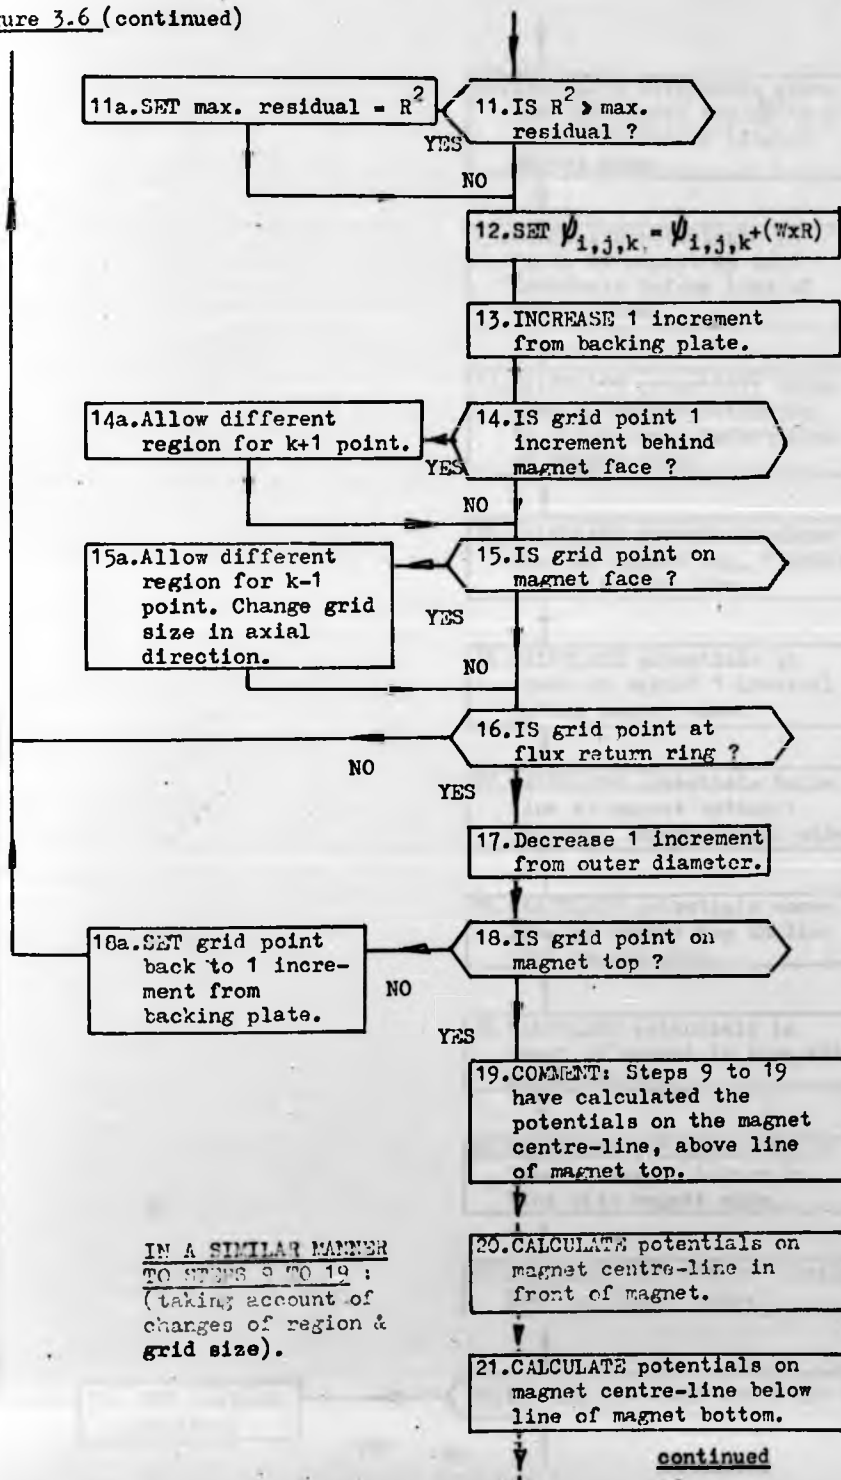 ure 3.6 (continued)
11a.SET max. residual = R²
11.IS R² > max.
residual ?
YES
NO
12.SET ψi,j,k = ψi,j,k+(WxR)
13.INCREASE 1 increment
from backing plate.
14a.Allow different
region for k+1 point.
14.IS grid point 1
increment behind
magnet face ?
YES
NO
15a.Allow different
region for k-1
point. Change grid
size in axial
direction.
15.IS grid point on
magnet face ?
YES
NO
16.IS grid point at
flux return ring ?
NO
YES
17.Decrease 1 increment
from outer diameter.
18a.SET grid point
back to 1 incre-
ment from
backing plate.
18.IS grid point on
magnet top ?
NO
YES
19.COMMENT: Steps 9 to 19
have calculated the
potentials on the magnet
centre-line, above line
of magnet top.
IN A SIMILAR MANNER
TO STEPS 9 TO 19 :
(taking account of
changes of region &
grid size).
20.CALCULATE potentials on
magnet centre-line in
front of magnet.
21.CALCULATE potentials on
magnet centre-line below
line of magnet bottom.
continued